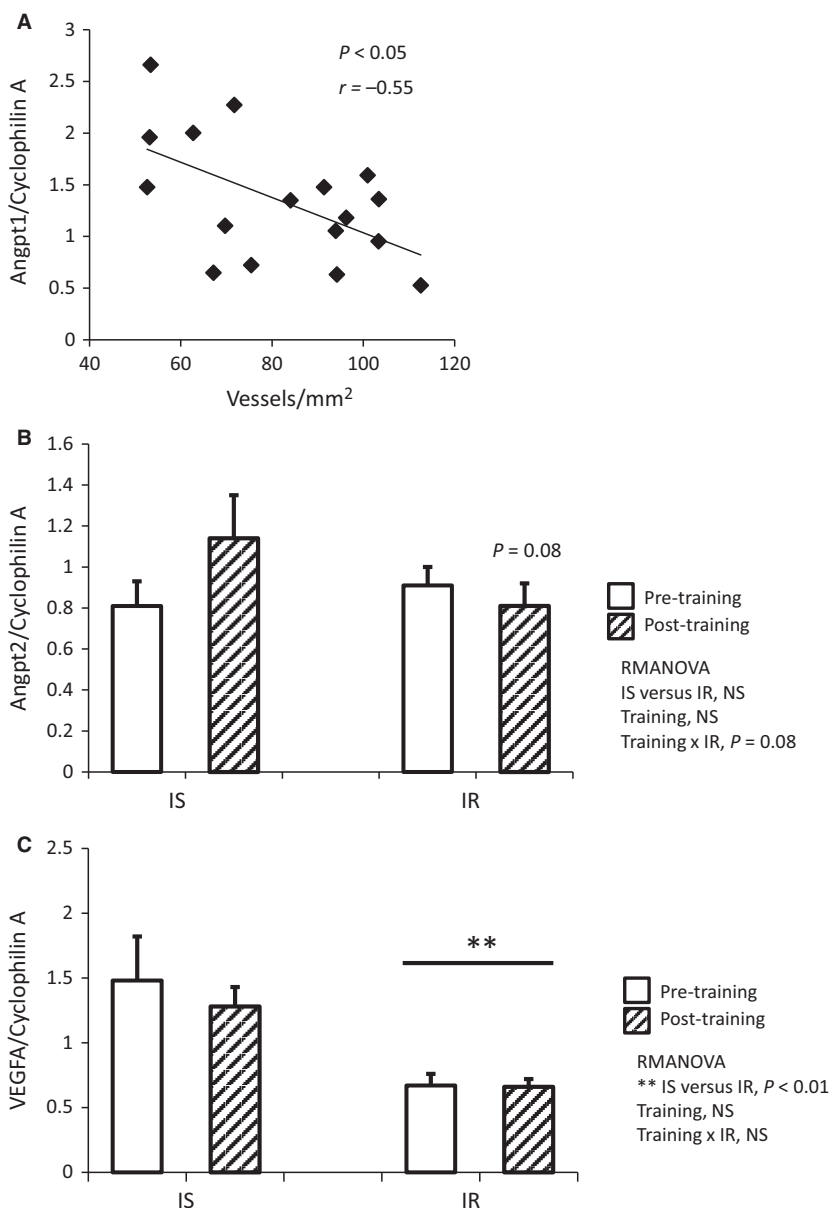 A
Angpt1/Cyclophilin A
3
2.5
2
1.5
1
0.5
0
40 60 80 100 120
Vessels/mm²
P < 0.05
r = –0.55
B
Angpt2/Cyclophilin A
1.6
1.4
1.2
1
0.8
0.6
0.4
0.2
0
IS IR
P = 0.08
Pre-training
Post-training
RMANOVA
IS versus IR, NS
Training, NS
Training x IR, P = 0.08
C
VEGFA/Cyclophilin A
2.5
2
1.5
1
0.5
0
IS IR
**
Pre-training
Post-training
RMANOVA
** IS versus IR, P < 0.01
Training, NS
Training x IR, NS